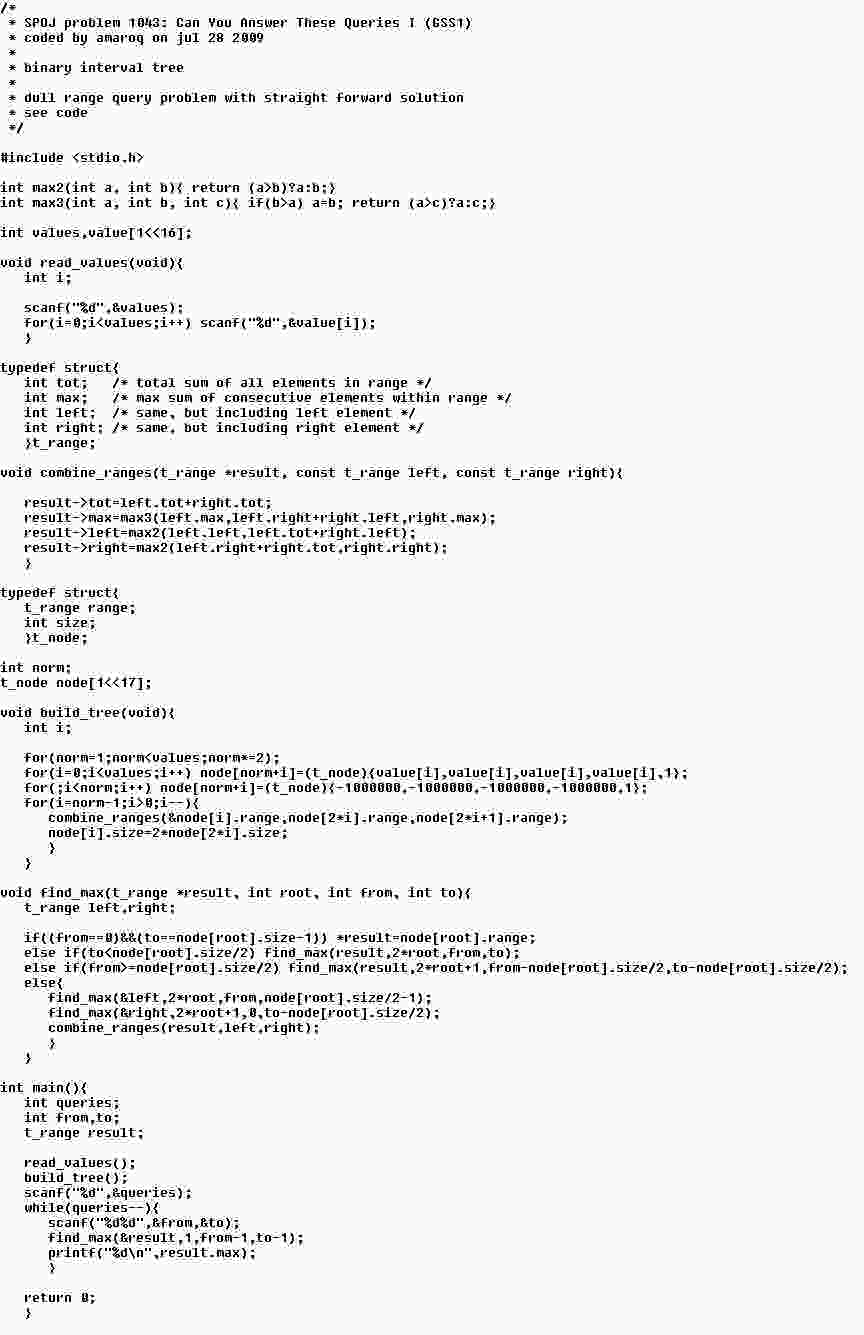 /*
 * SPOJ problem 1043: Can You Answer These Queries I (GSS1)
 * coded by amaroq on jul 28 2009
 *
 * binary interval tree
 *
 * dull range query problem with straight forward solution
 * see code
 */

#include <stdio.h>

int max2(int a, int b){ return (a>b)?a:b;}
int max3(int a, int b, int c){ if(b>a) a=b; return (a>c)?a:c;}

int values,value[1<<16];

void read_values(void){
   int i;

   scanf("%d",&values);
   for(i=0;i<values;i++) scanf("%d",&value[i]);
   }

typedef struct{
   int tot;   /* total sum of all elements in range */
   int max;   /* max sum of consecutive elements within range */
   int left;  /* same, but including left element */
   int right; /* same, but including right element */
   }t_range;

void combine_ranges(t_range *result, const t_range left, const t_range right){

   result->tot=left.tot+right.tot;
   result->max=max3(left.max,left.right+right.left,right.max);
   result->left=max2(left.left,left.tot+right.left);
   result->right=max2(left.right+right.tot,right.right);
   }

typedef struct{
   t_range range;
   int size;
   }t_node;

int norm;
t_node node[1<<17];

void build_tree(void){
   int i;

   for(norm=1;norm<values;norm*=2);
   for(i=0;i<values;i++) node[norm+i]=(t_node){value[i],value[i],value[i],value[i],1};
   for(;i<norm;i++) node[norm+i]=(t_node){-1000000,-1000000,-1000000,-1000000,1};
   for(i=norm-1;i>0;i--){
      combine_ranges(&node[i].range,node[2*i].range,node[2*i+1].range);
      node[i].size=2*node[2*i].size;
      }
   }

void find_max(t_range *result, int root, int from, int to){
   t_range left,right;

   if((from==0)&&(to==node[root].size-1)) *result=node[root].range;
   else if(to<node[root].size/2) find_max(result,2*root,from,to);
   else if(from>=node[root].size/2) find_max(result,2*root+1,from-node[root].size/2,to-node[root].size/2);
   else{
      find_max(&left,2*root,from,node[root].size/2-1);
      find_max(&right,2*root+1,0,to-node[root].size/2);
      combine_ranges(result,left,right);
      }
   }

int main(){
   int queries;
   int from,to;
   t_range result;

   read_values();
   build_tree();
   scanf("%d",&queries);
   while(queries--){
      scanf("%d%d",&from,&to);
      find_max(&result,1,from-1,to-1);
      printf("%d\n",result.max);
      }

   return 0;
   }